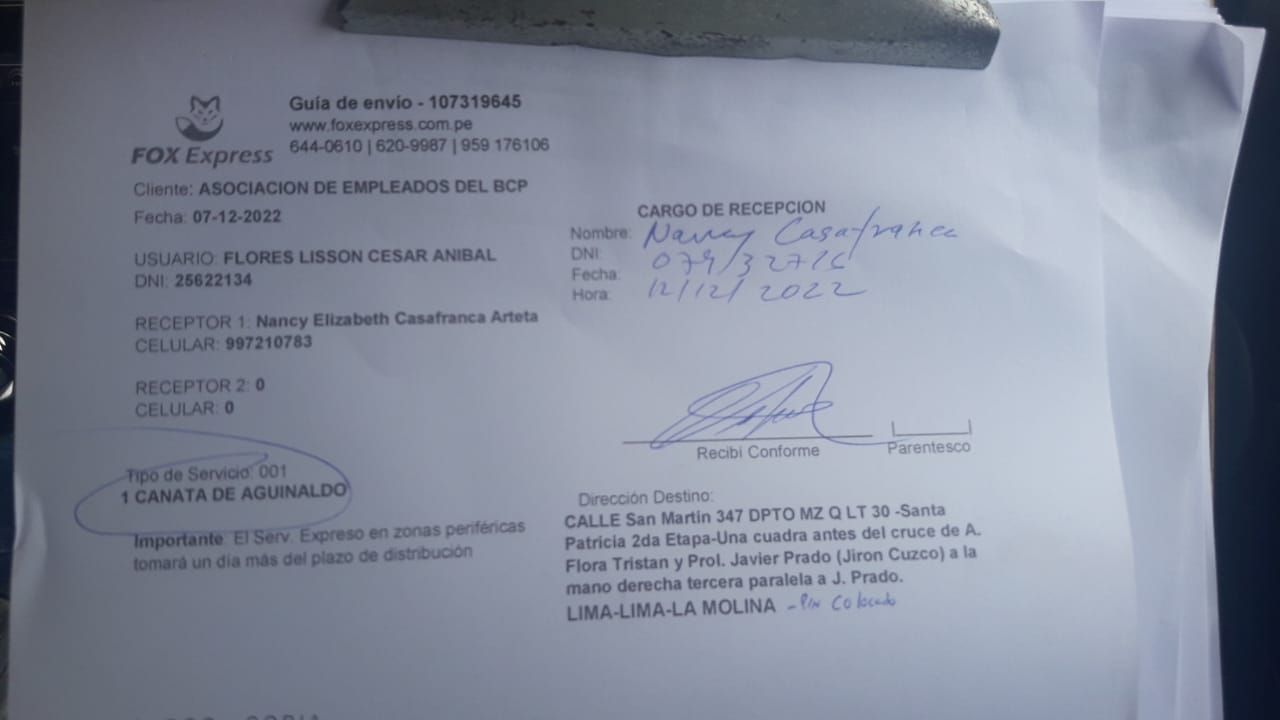 Guía de envío - 107319645
www.foxexpress.com.pe
644-0610 | 620-9987 | 959 176106
FOX Express
Cliente: ASOCIACION DE EMPLEADOS DEL BCP
Fecha: 07-12-2022
USUARIO: FLORES LISSON CESAR ANIBAL
DNI: 25622134
RECEPTOR 1: Nancy Elizabeth Casafranca Arteta
CELULAR: 997210783
RECEPTOR 2: 0
CELULAR: 0
Tipo de Servicio: 001
1 CANATA DE AGUINALDO
Importante: El Serv. Expreso en zonas periféricas
tomará un día más del plazo de distribución
CARGO DE RECEPCION
Nombre: Nancy Casafranca
DNI:
Fecha:
Hora: 12/12/2022
Recibi Conforme
Parentesco
Dirección Destino:
CALLE San Martin 347 DPTO MZ Q LT 30 -Santa
Patricia 2da Etapa-Una cuadra antes del cruce de A.
Flora Tristan y Prol. Javier Prado (Jiron Cuzco) a la
mano derecha tercera paralela a J. Prado.
LIMA-LIMA-LA MOLINA - Pin Colocado